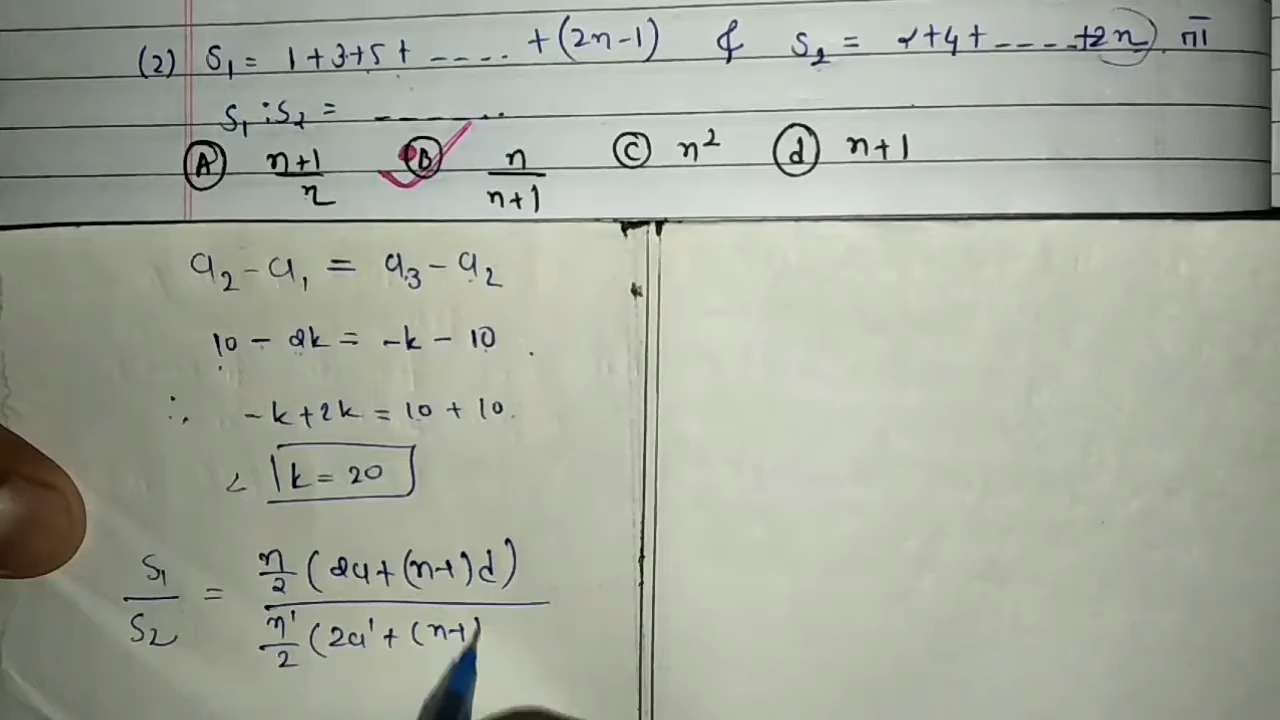 (2) S₁ = 1+3+5+ ----.. +(2n-1) & S₂ = 2+4+ ----+2n)
S₁ : S₂ = ------..
(A) n+1/n (B) n/n+1 (C) n² (d) n+1
a₂ - a₁ = a₃ - a₂
10 - 2k = -k - 10
∴ -k+2k = 10 + 10.
k = 20
S₁/S₂ = n/2 (2a+(n-1)d) / n'/2 (2a'+(n-1)